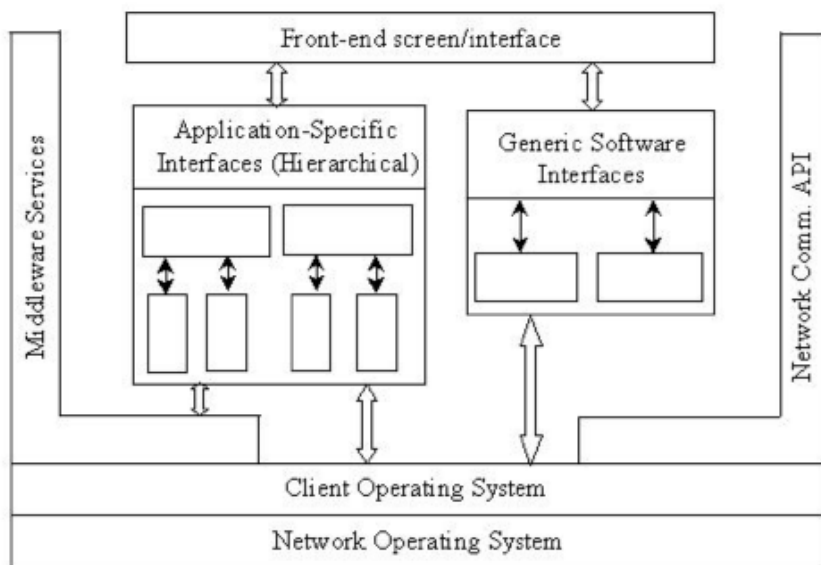 Front-end screen/interface
Application-Specific
Interfaces (Hierarchical)
Generic Software
Interfaces
Middleware Services
Network Comm. API
Client Operating System
Network Operating System